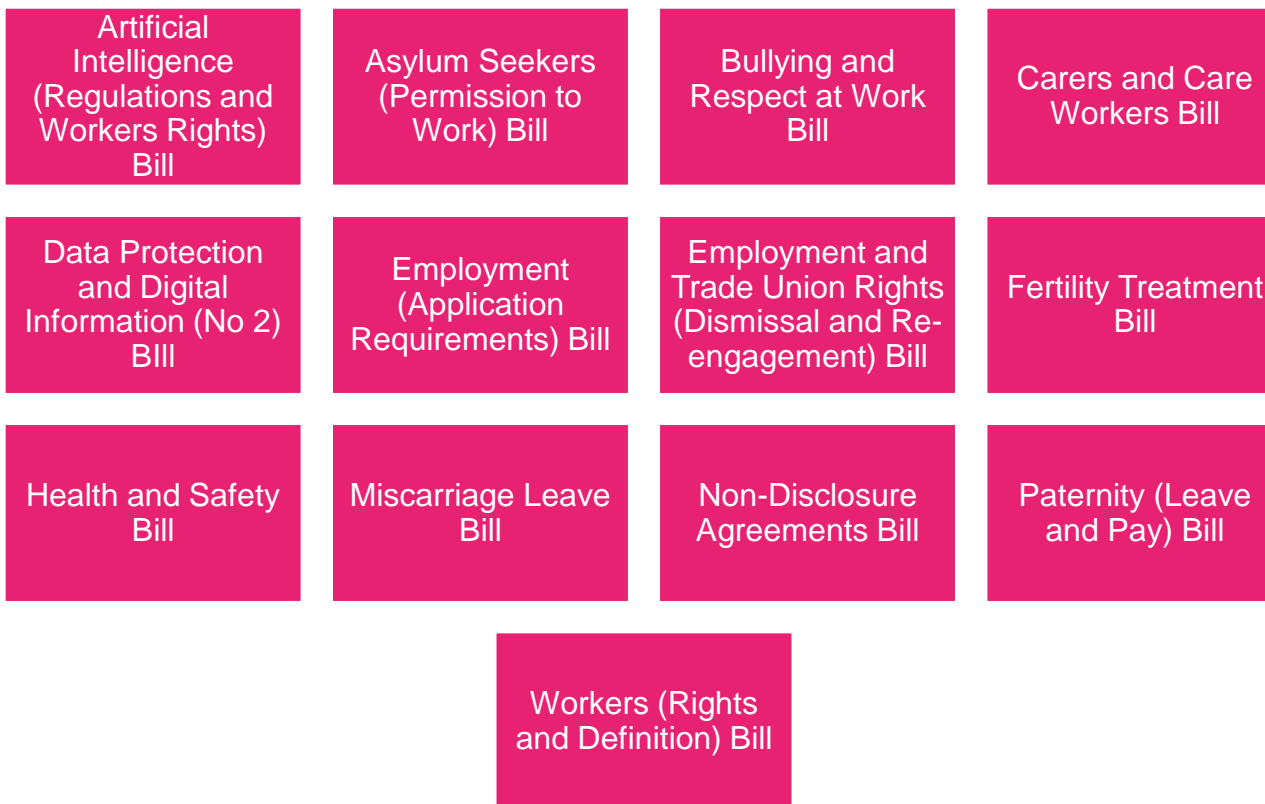 Artificial
Intelligence
(Regulations and
Workers Rights)
Bill
Asylum Seekers
(Permission to
Work) Bill
Bullying and
Respect at Work
Bill
Carers and Care
Workers Bill
Data Protection
and Digital
Information (No 2)
BIll
Employment
(Application
Requirements) Bill
Employment and
Trade Union Rights
(Dismissal and Re-
engagement) Bill
Fertility Treatment
Bill
Health and Safety
Bill
Miscarriage Leave
Bill
Non-Disclosure
Agreements Bill
Paternity (Leave
and Pay) Bill
Workers (Rights
and Definition) Bill